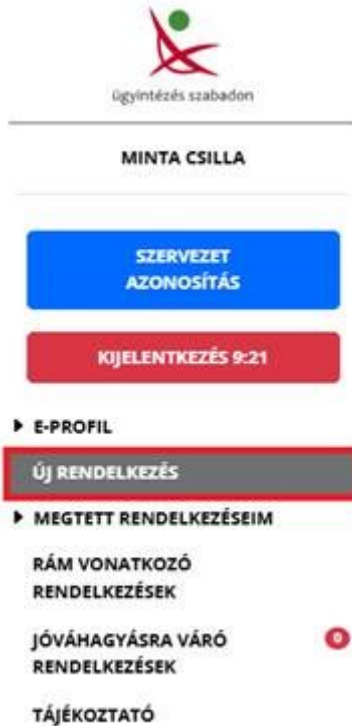 ügyintézés szabadon
MINTA CSILLA
SZERVEZET
AZONOSÍTÁS
KIJELENTKEZÉS 9:21
E-PROFIL
ÚJ RENDELKEZÉS
MEGTETT RENDELKEZÉSEIM
RÁM VONATKOZÓ
RENDELKEZÉSEK
JÓVÁHAGYÁSRA VÁRÓ 0
RENDELKEZÉSEK
TÁJÉKOZTATÓ